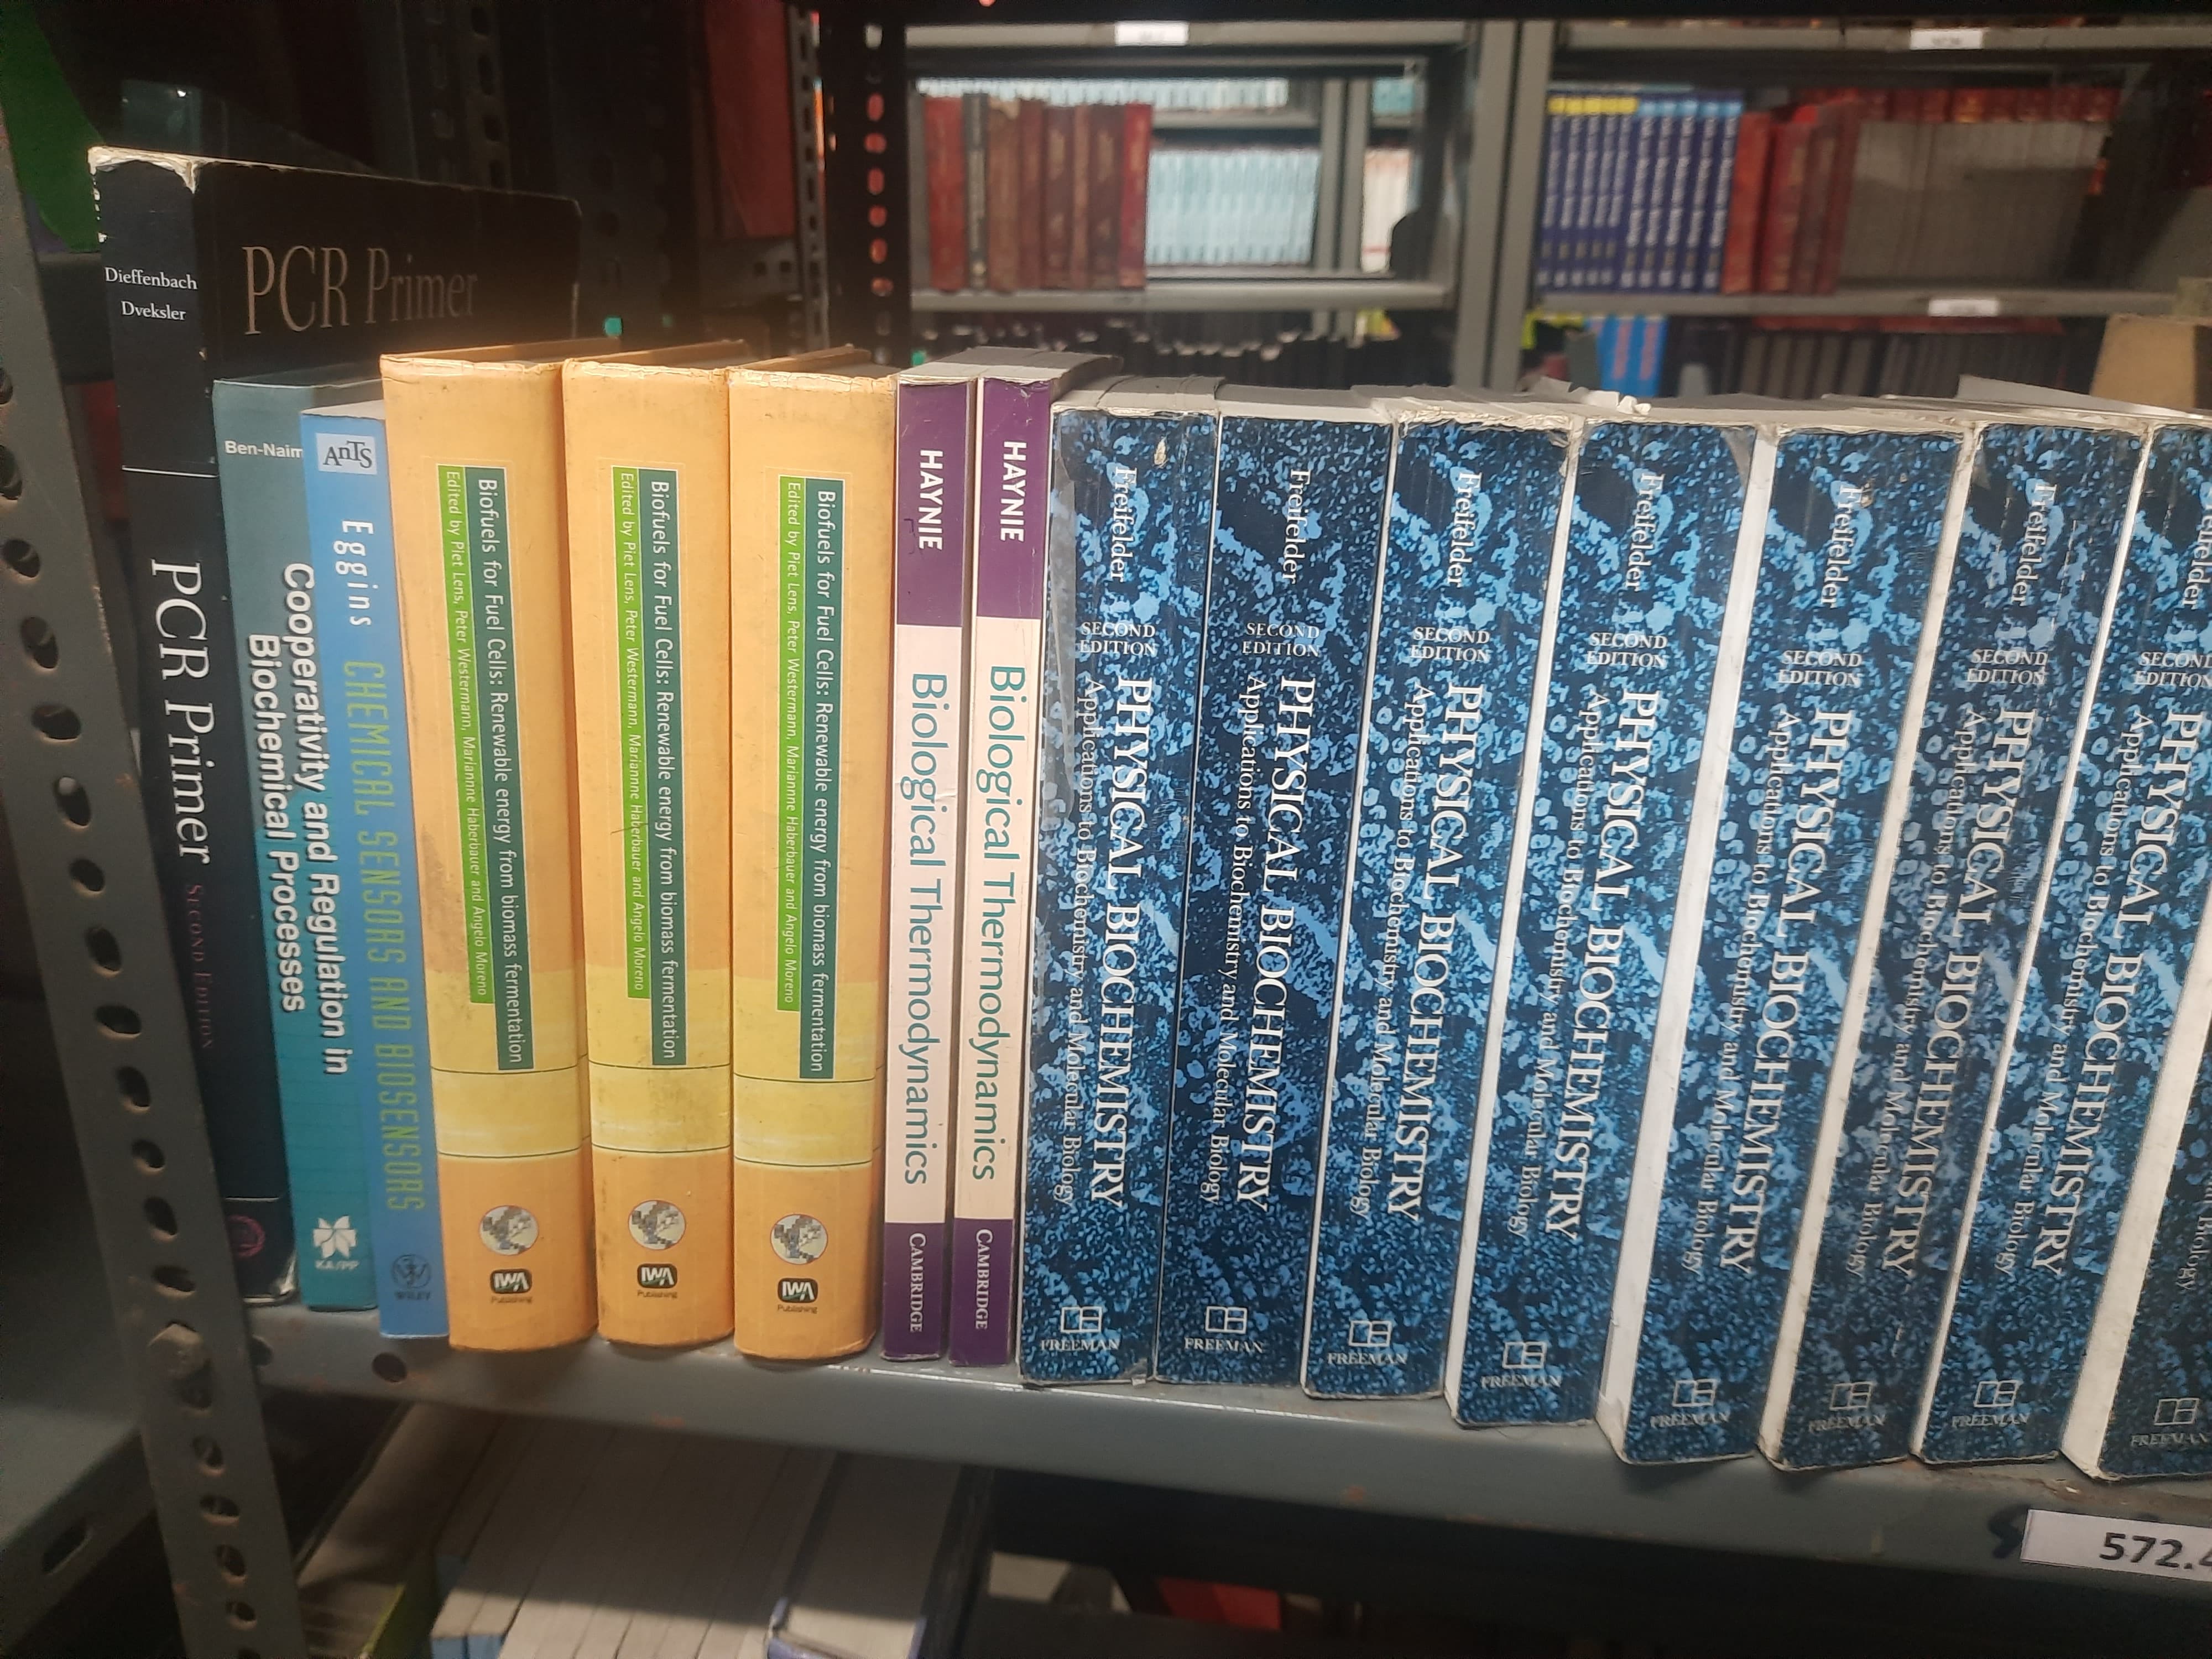 Dieffenbach
Dveksler
PCR Primer
SECOND EDITION
PCR Primer
Ben-Naim
Cooperativity and Regulation in
Biochemical Processes
KA/PP
AnTS
Eggins
CHEMICAL SENSORS AND BIOSENSORS
WILEY
Biofuels for Fuel Cells: Renewable energy from biomass fermentation
Edited by Piet Lens, Peter Westermann, Marianne Haberbauer and Angelo Moreno
IWA
Publishing
Biofuels for Fuel Cells: Renewable energy from biomass fermentation
Edited by Piet Lens, Peter Westermann, Marianne Haberbauer and Angelo Moreno
IWA
Publishing
Biofuels for Fuel Cells: Renewable energy from biomass fermentation
Edited by Piet Lens, Peter Westermann, Marianne Haberbauer and Angelo Moreno
IWA
Publishing
HAYNIE
Biological Thermodynamics
CAMBRIDGE
HAYNIE
Biological Thermodynamics
CAMBRIDGE
Freifelder
SECOND
EDITION
PHYSICAL BIOCHEMISTRY
Applications to Biochemistry and Molecular Biology
FREEMAN
Freifelder
SECOND
EDITION
PHYSICAL BIOCHEMISTRY
Applications to Biochemistry and Molecular Biology
FREEMAN
Freifelder
SECOND
EDITION
PHYSICAL BIOCHEMISTRY
Applications to Biochemistry and Molecular Biology
FREEMAN
Freifelder
SECOND
EDITION
PHYSICAL BIOCHEMISTRY
Applications to Biochemistry and Molecular Biology
FREEMAN
Freifelder
SECOND
EDITION
PHYSICAL BIOCHEMISTRY
Applications to Biochemistry and Molecular Biology
FREEMAN
Freifelder
SECOND
EDITION
PHYSICAL BIOCHEMISTRY
Applications to Biochemistry and Molecular Biology
FREEMAN
SECOND
EDITION
PHYSICAL BIOCHEMISTRY
Applications to Biochemistry and Molecular Biology
FREEMAN
FREEMAN
572.4